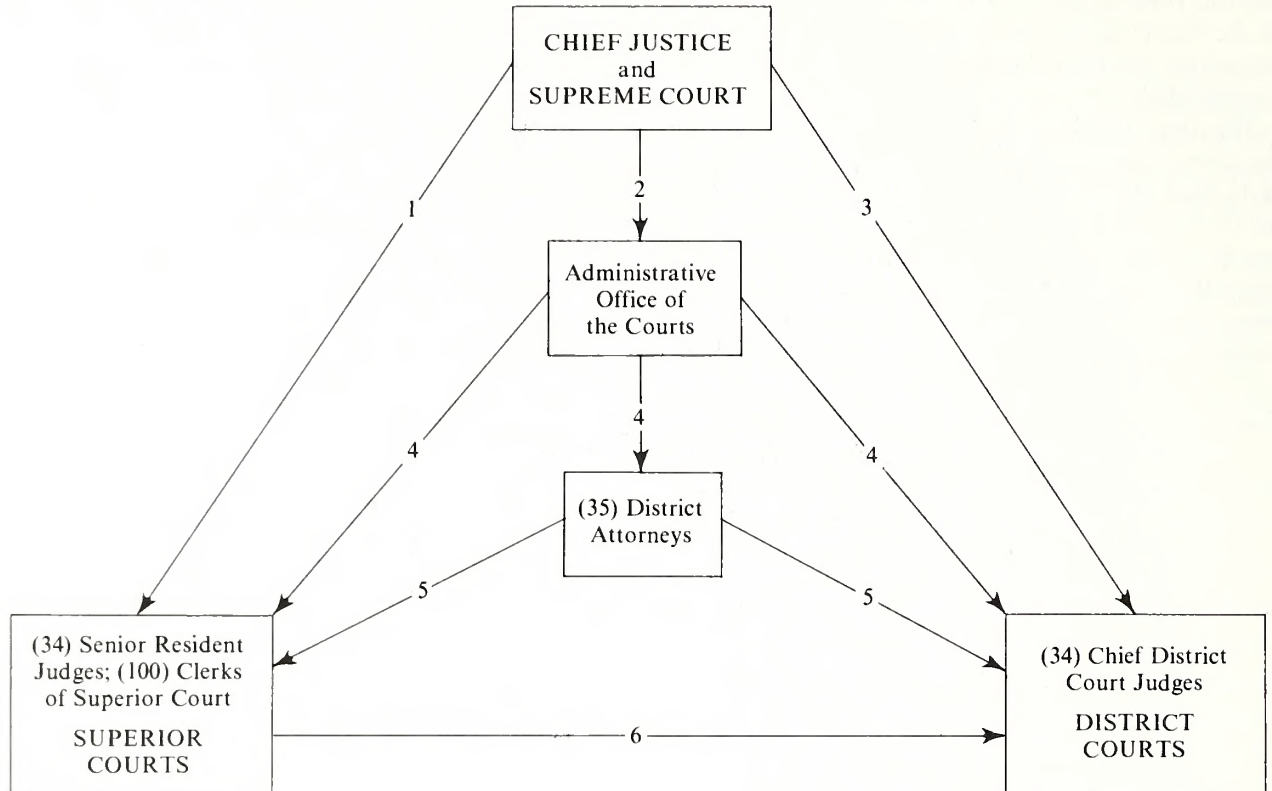 CHIEF JUSTICE
and
SUPREME COURT
1
2
3
Administrative
Office of
the Courts
4
4
4
(35) District
Attorneys
5
5
(34) Senior Resident
Judges; (100) Clerks
of Superior Court
SUPERIOR
COURTS
6
(34) Chief District
Court Judges
DISTRICT
COURTS